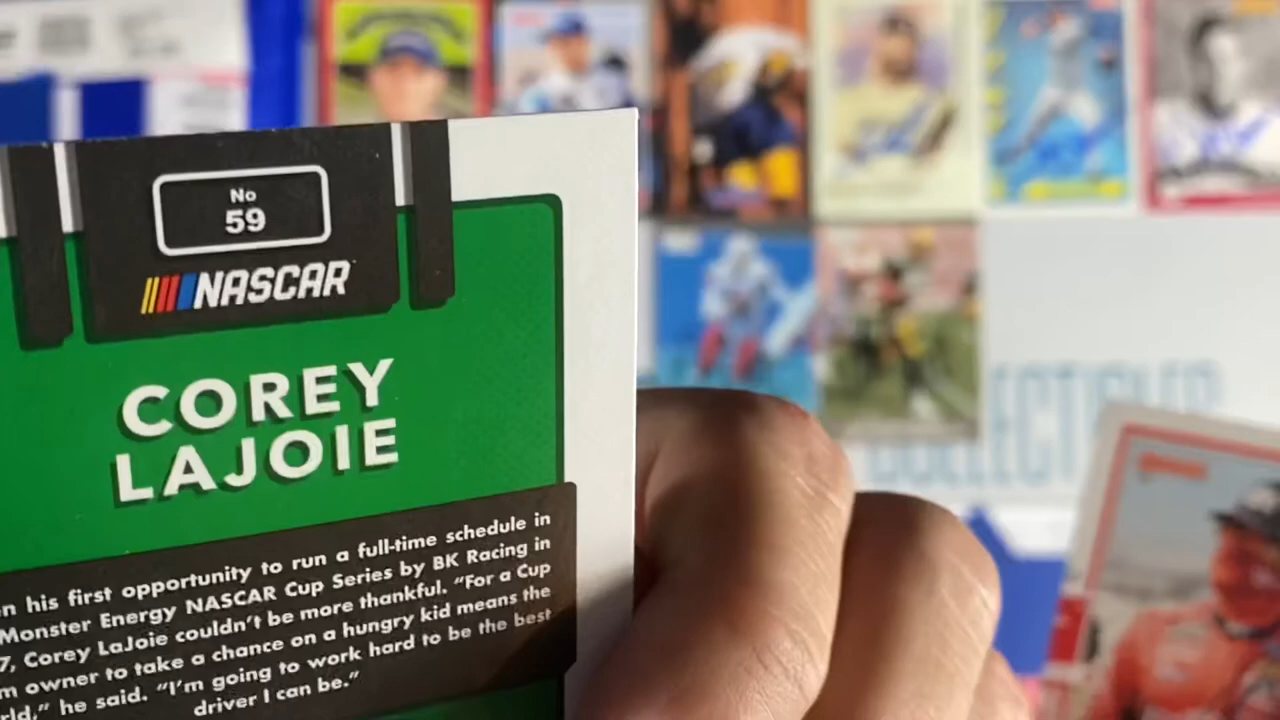 No
59
NASCAR
COREY
LAJOIE
n his first opportunity to run a full-time schedule in
Monster Energy NASCAR Cup Series by BK Racing in
7, Corey LaJoie couldn't be more thankful. "For a Cup
m owner to take a chance on a hungry kid means the
rld," he said. "I'm going to work hard to be the best
driver I can be."